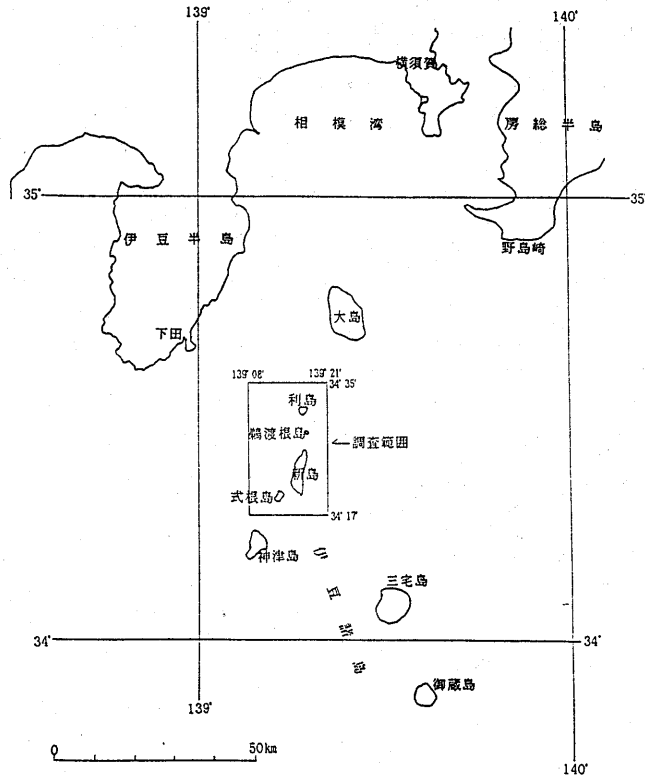 139°
140°
横須賀
相模湾
房総半島
35°
35°
伊豆半島
野島崎
大島
下田
139° 08′
139° 21′
34° 35′
利島
鵜渡根島
←調査範囲
新島
式根島
34° 17′
神津島
伊豆諸島
三宅島
34°
34°
御蔵島
139°
0
50km
140°